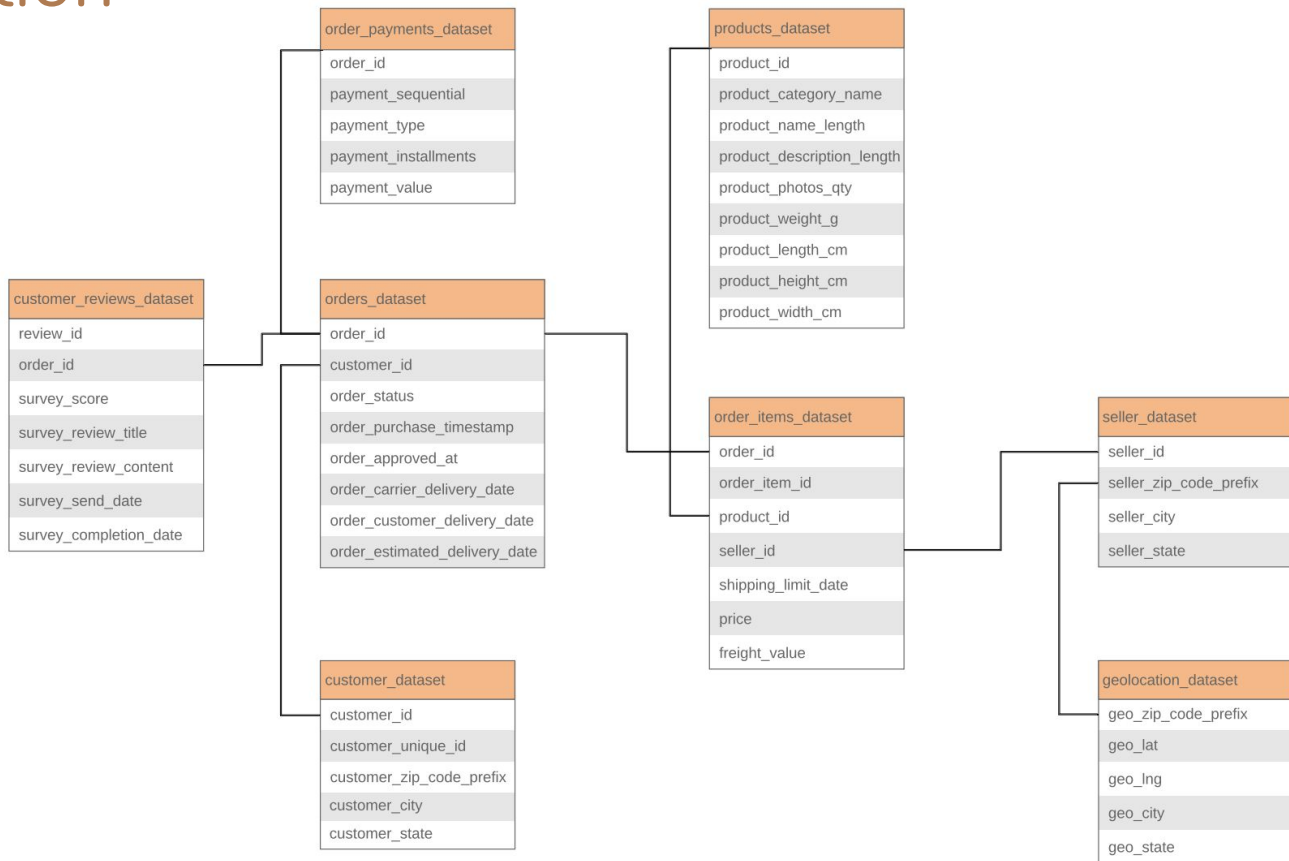 order_payments_dataset
order_id
payment_sequential
payment_type
payment_installments
payment_value
products_dataset
product_id
product_category_name
product_name_length
product_description_length
product_photos_qty
product_weight_g
product_length_cm
product_height_cm
product_width_cm
customer_reviews_dataset
review_id
order_id
survey_score
survey_review_title
survey_review_content
survey_send_date
survey_completion_date
orders_dataset
order_id
customer_id
order_status
order_purchase_timestamp
order_approved_at
order_carrier_delivery_date
order_customer_delivery_date
order_estimated_delivery_date
order_items_dataset
order_id
order_item_id
product_id
seller_id
shipping_limit_date
price
freight_value
seller_dataset
seller_id
seller_zip_code_prefix
seller_city
seller_state
customer_dataset
customer_id
customer_unique_id
customer_zip_code_prefix
customer_city
customer_state
geolocation_dataset
geo_zip_code_prefix
geo_lat
geo_lng
geo_city
geo_state